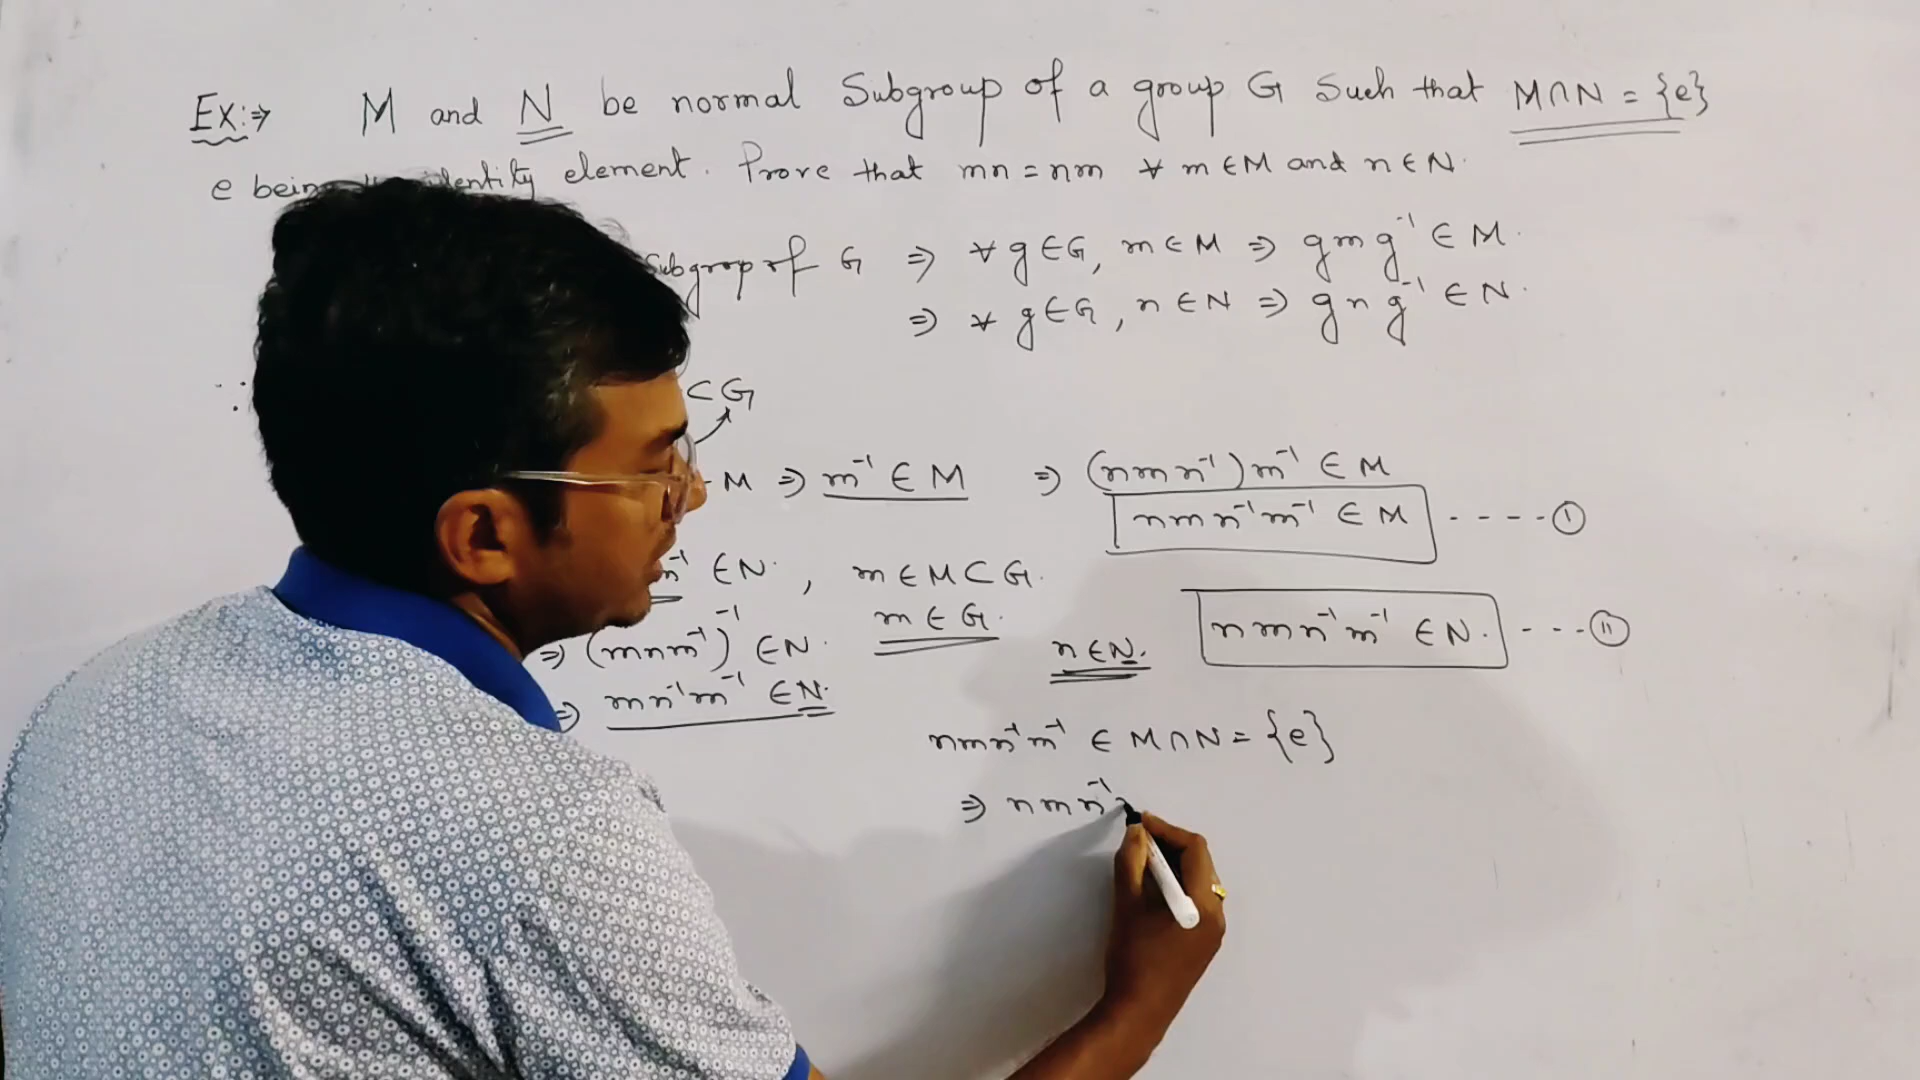 Ex:⇒ M and N be normal Subgroup of a group G Such that M∩N = {e}
e being identity element. Prove that mn = nm ∀ m∈M and n∈N.
Subgrop of G ⇒ ∀ g∈G, m∈M ⇒ gmg⁻¹ ∈ M.
⇒ ∀ g∈G, n∈N ⇒ gng⁻¹ ∈ N.
∵ ⊂G
M ⇒ m⁻¹ ∈ M ⇒ (nmn⁻¹)m⁻¹ ∈ M
nmn⁻¹m⁻¹ ∈ M ----①
m⁻¹ ∈N. , m∈M⊂G.
m∈G.
nmn⁻¹m⁻¹ ∈N. ---⑪
⇒ (mnm⁻¹)⁻¹ ∈N.
n∈N.
⇒ mn⁻¹m⁻¹ ∈N.
nmn⁻¹m⁻¹ ∈ M∩N = {e}
⇒ nmn⁻¹